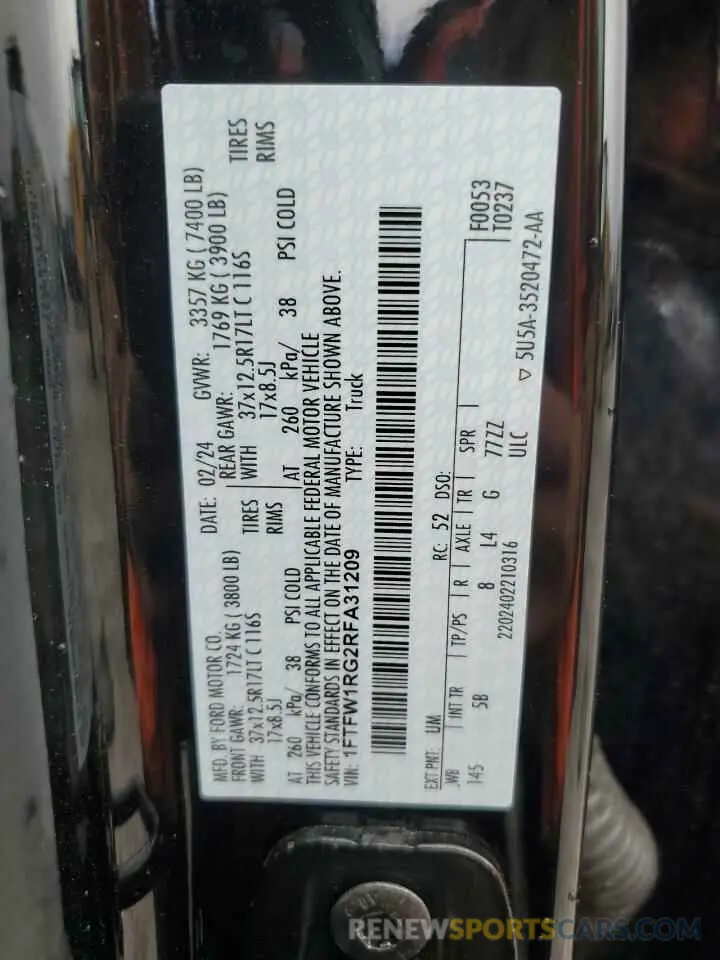 MFD. BY FORD MOTOR CO. DATE: 02/24 GVWR: 3357 KG ( 7400 LB)
FRONT GAWR: 1724 KG ( 3800 LB) REAR GAWR: 1769 KG ( 3900 LB)
WITH 37x12.5R17LT C 116S TIRES WITH 37x12.5R17LT C 116S TIRES
17x8.5J RIMS 17x8.5J RIMS
AT 260 kPa/ 38 PSI COLD AT 260 kPa/ 38 PSI COLD
THIS VEHICLE CONFORMS TO ALL APPLICABLE FEDERAL MOTOR VEHICLE
SAFETY STANDARDS IN EFFECT ON THE DATE OF MANUFACTURE SHOWN ABOVE.
VIN: 1FTFW1RG2RFA31209 TYPE: Truck
EXT PNT: UM RC: 52 DSO: F0053
WB INT TR TP/PS R AXLE TR SPR T0237
145 5B 8 L4 G 77ZZ
2202402210316 ULC
▽ 5U5A-3520472-AA
RENEWSPORTSCARS.COM